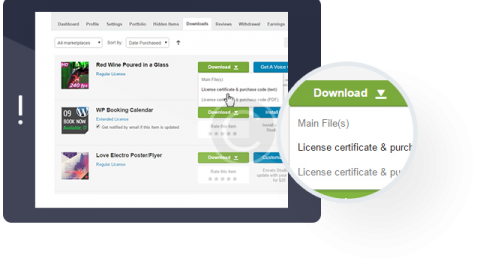 Dashboard Profile Settings Portfolio Hidden Items Downloads Reviews Withdrawal Earnings
All marketplaces Sort by: Date Purchased
Red Wine Poured in a Glass
Regular License
240 fps
Download
Get A Voice
Main File(s)
License certificate & purchase code (text)
License certificate & purchase code (PDF)
09
BOOK
NOW
WP Booking Calendar
Extended License
Get notified by email if this item is updated
Download
Install
Rate this item
Love Electro Poster/Flyer
Regular License
Download
Customize
Rate this item
Download
Main File(s)
License certificate & purch
License certificate & pu